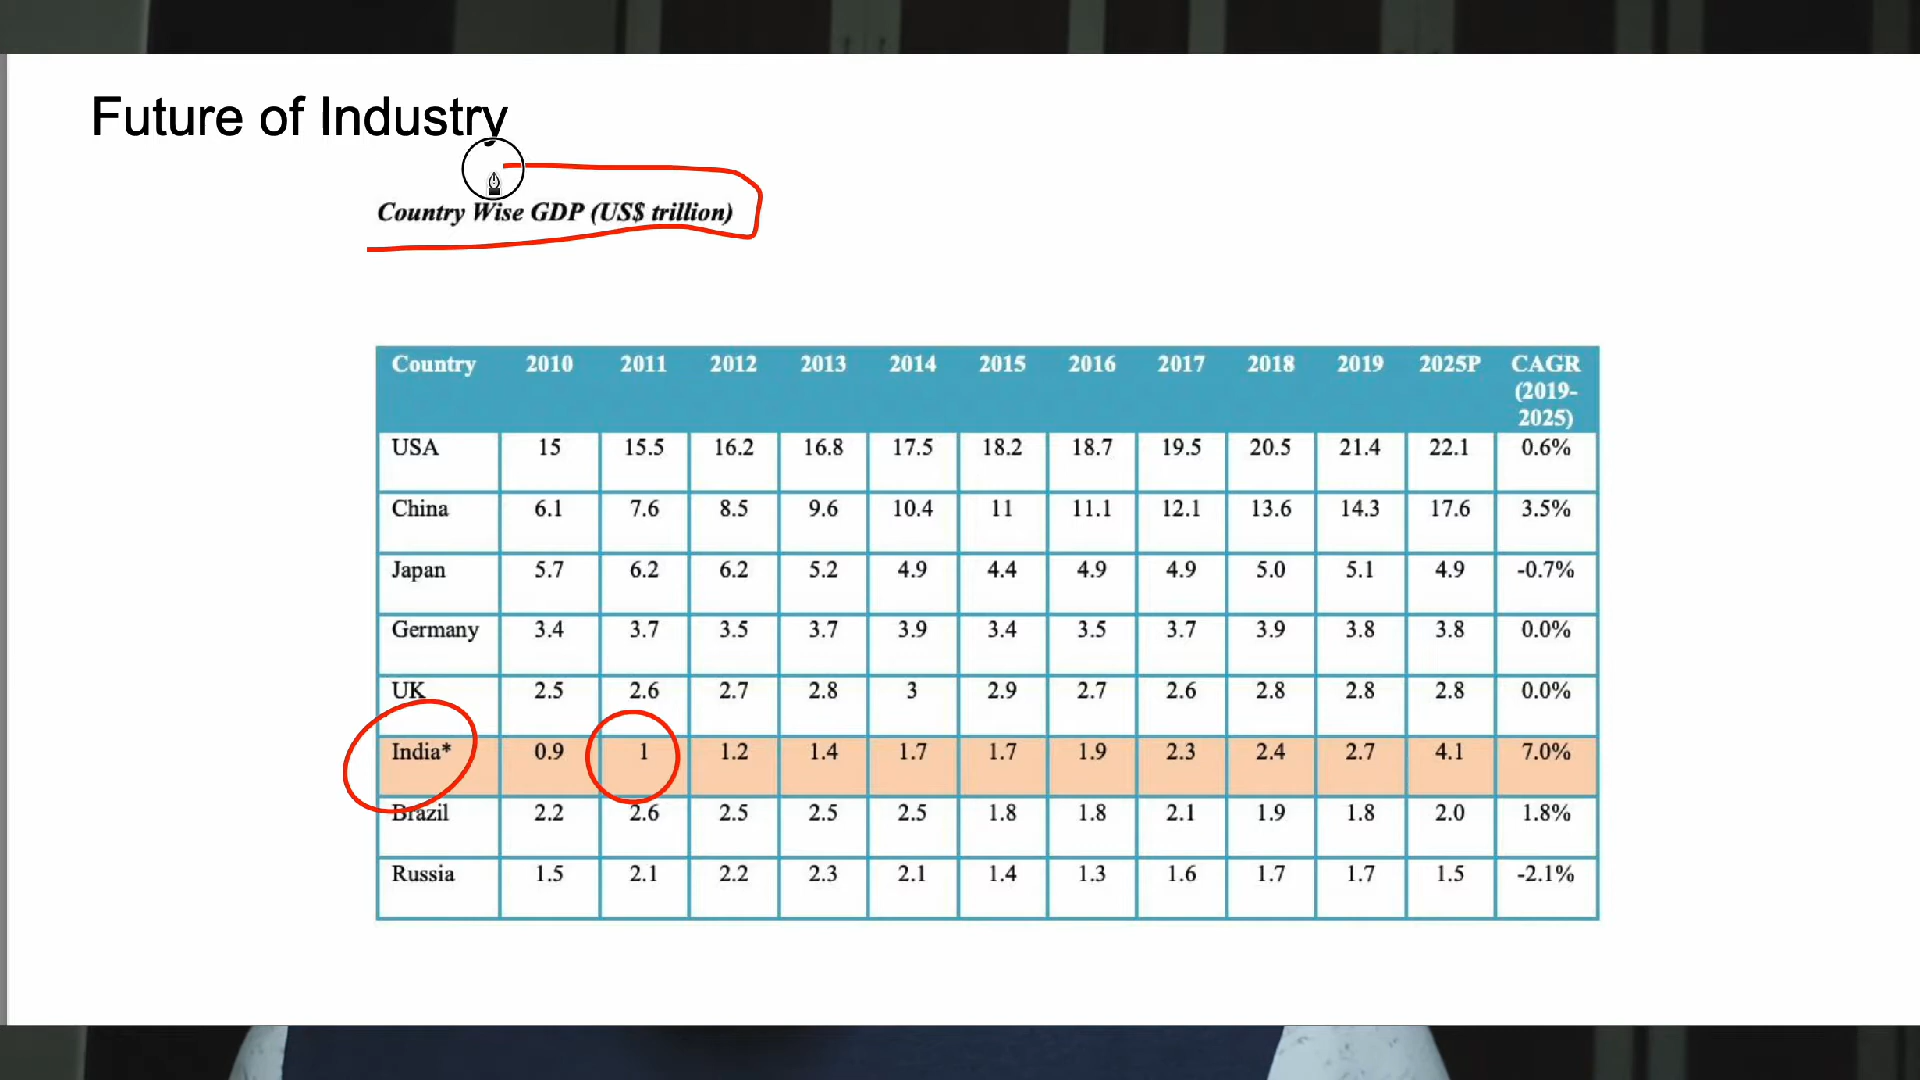 Future of Industry
Country Wise GDP (US$ trillion)
Country 2010 2011 2012 2013 2014 2015 2016 2017 2018 2019 2025P CAGR (2019-2025)
USA 15 15.5 16.2 16.8 17.5 18.2 18.7 19.5 20.5 21.4 22.1 0.6%
China 6.1 7.6 8.5 9.6 10.4 11 11.1 12.1 13.6 14.3 17.6 3.5%
Japan 5.7 6.2 6.2 5.2 4.9 4.4 4.9 4.9 5.0 5.1 4.9 -0.7%
Germany 3.4 3.7 3.5 3.7 3.9 3.4 3.5 3.7 3.9 3.8 3.8 0.0%
UK 2.5 2.6 2.7 2.8 3 2.9 2.7 2.6 2.8 2.8 2.8 0.0%
India* 0.9 1 1.2 1.4 1.7 1.7 1.9 2.3 2.4 2.7 4.1 7.0%
Brazil 2.2 2.6 2.5 2.5 2.5 1.8 1.8 2.1 1.9 1.8 2.0 1.8%
Russia 1.5 2.1 2.2 2.3 2.1 1.4 1.3 1.6 1.7 1.7 1.5 -2.1%